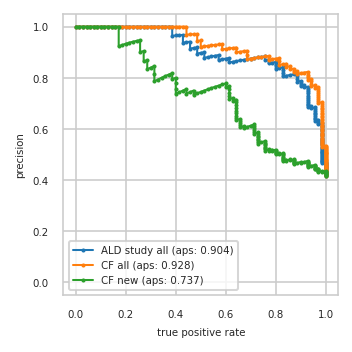 1.0
0.8
0.6
0.4
0.2
0.0
precision
ALD study all (aps: 0.904)
CF all (aps: 0.928)
CF new (aps: 0.737)
0.0 0.2 0.4 0.6 0.8 1.0
true positive rate